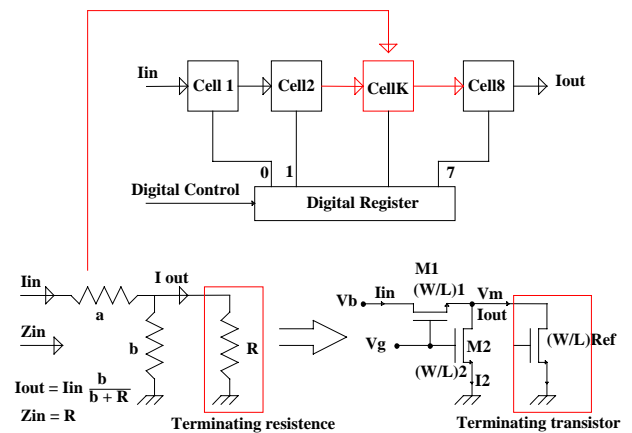 Iin
Cell 1
Cell2
CellK
Cell8
Iout
0
1
7
Digital Control
Digital Register
Iin
I out
a
Zin
b
R
Iout = Iin b / b + R
Zin = R
Terminating resistence
M1
Vb
Iin
(W/L)1
Vm
Iout
Vg
M2
(W/L)Ref
(W/L)2
I2
Terminating transistor